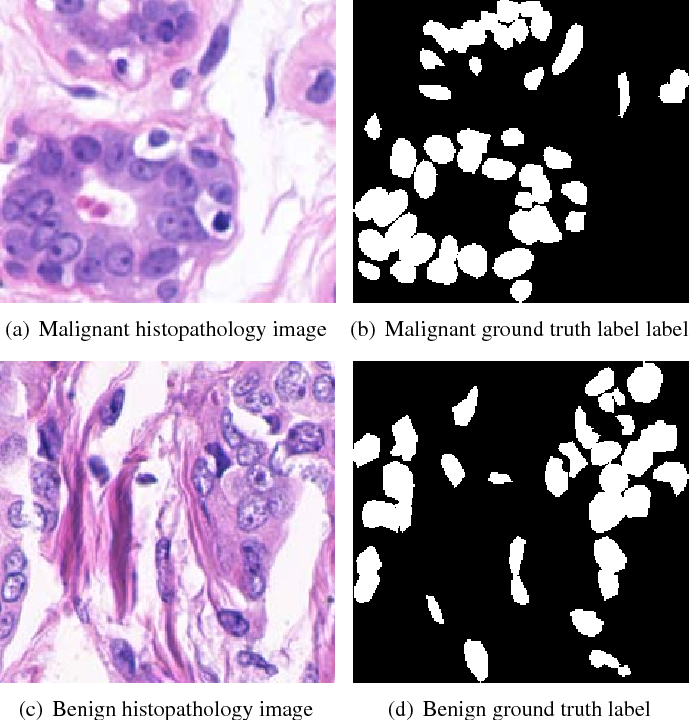 (a) Malignant histopathology image
(b) Malignant ground truth label label
(c) Benign histopathology image
(d) Benign ground truth label